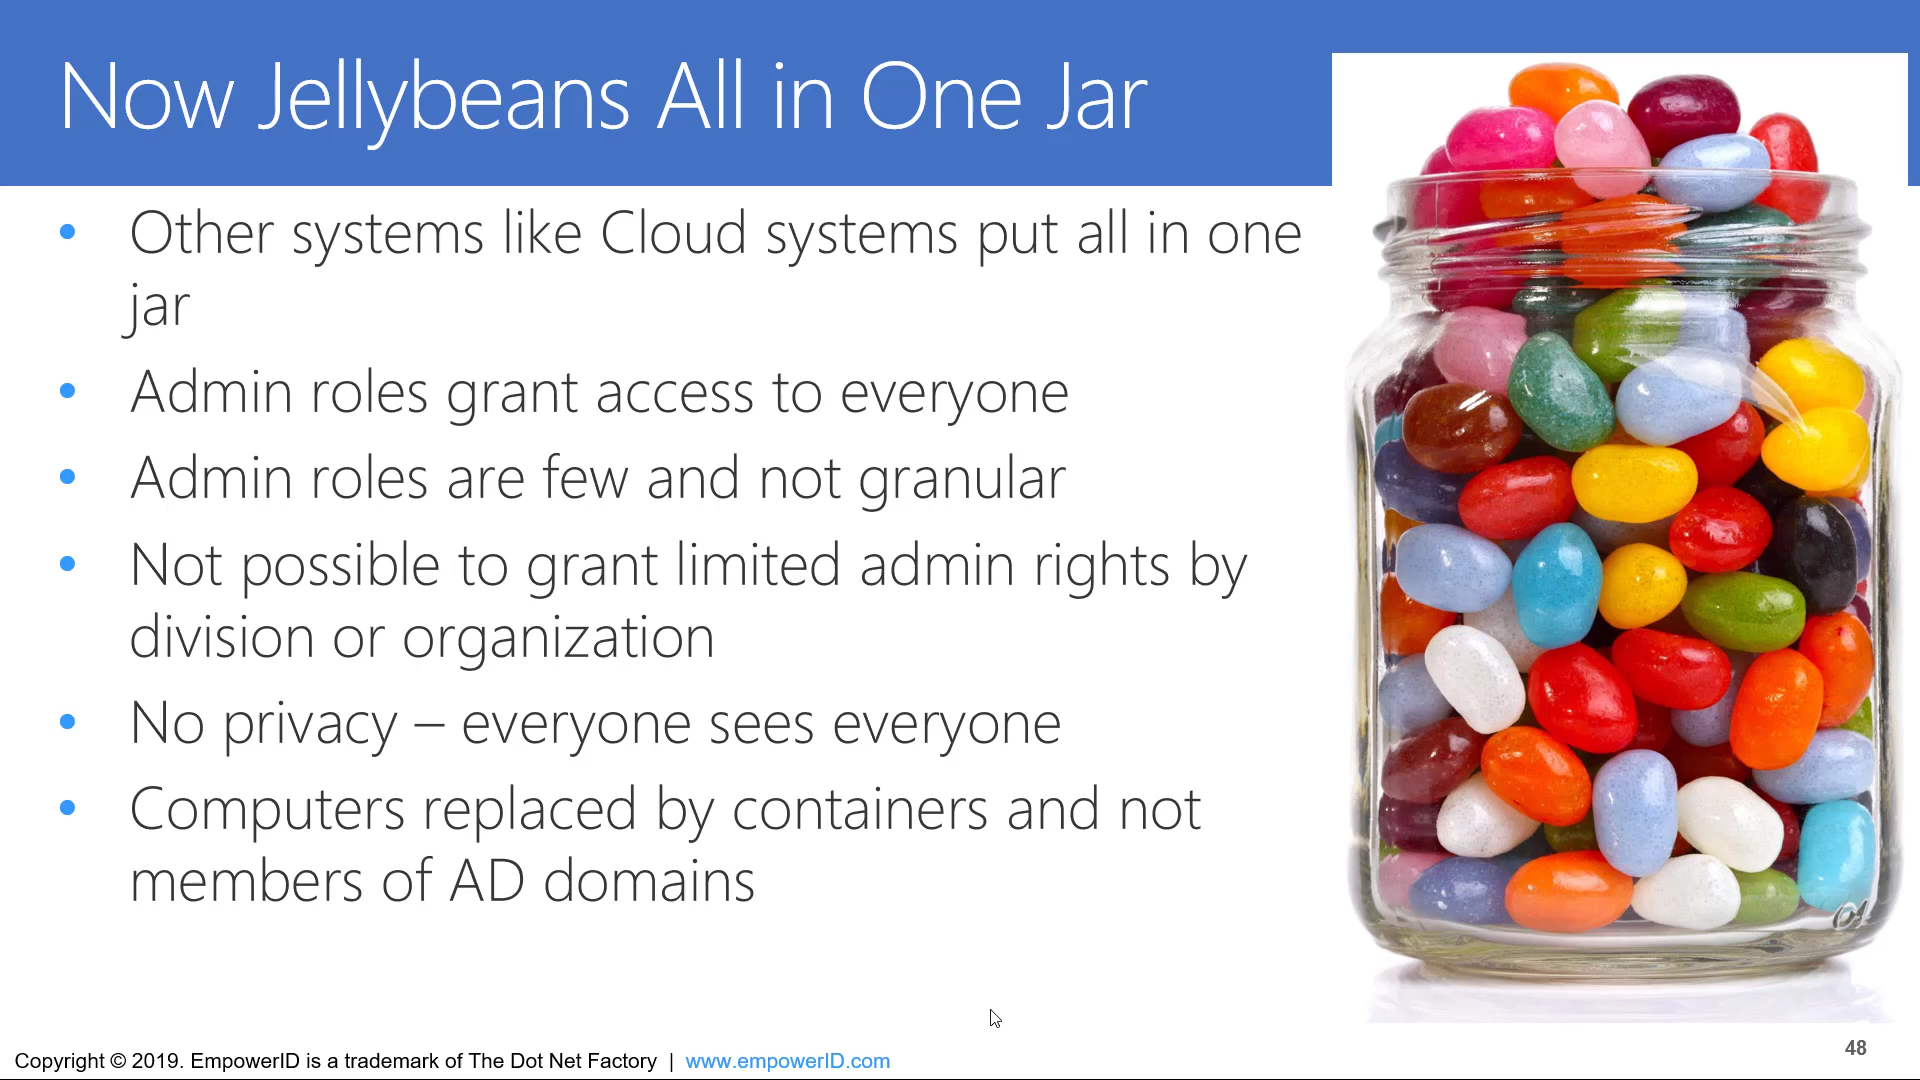 Now Jellybeans All in One Jar
• Other systems like Cloud systems put all in one
jar
• Admin roles grant access to everyone
• Admin roles are few and not granular
• Not possible to grant limited admin rights by
division or organization
• No privacy – everyone sees everyone
• Computers replaced by containers and not
members of AD domains
Copyright © 2019. EmpowerID is a trademark of The Dot Net Factory | www.empowerID.com
48